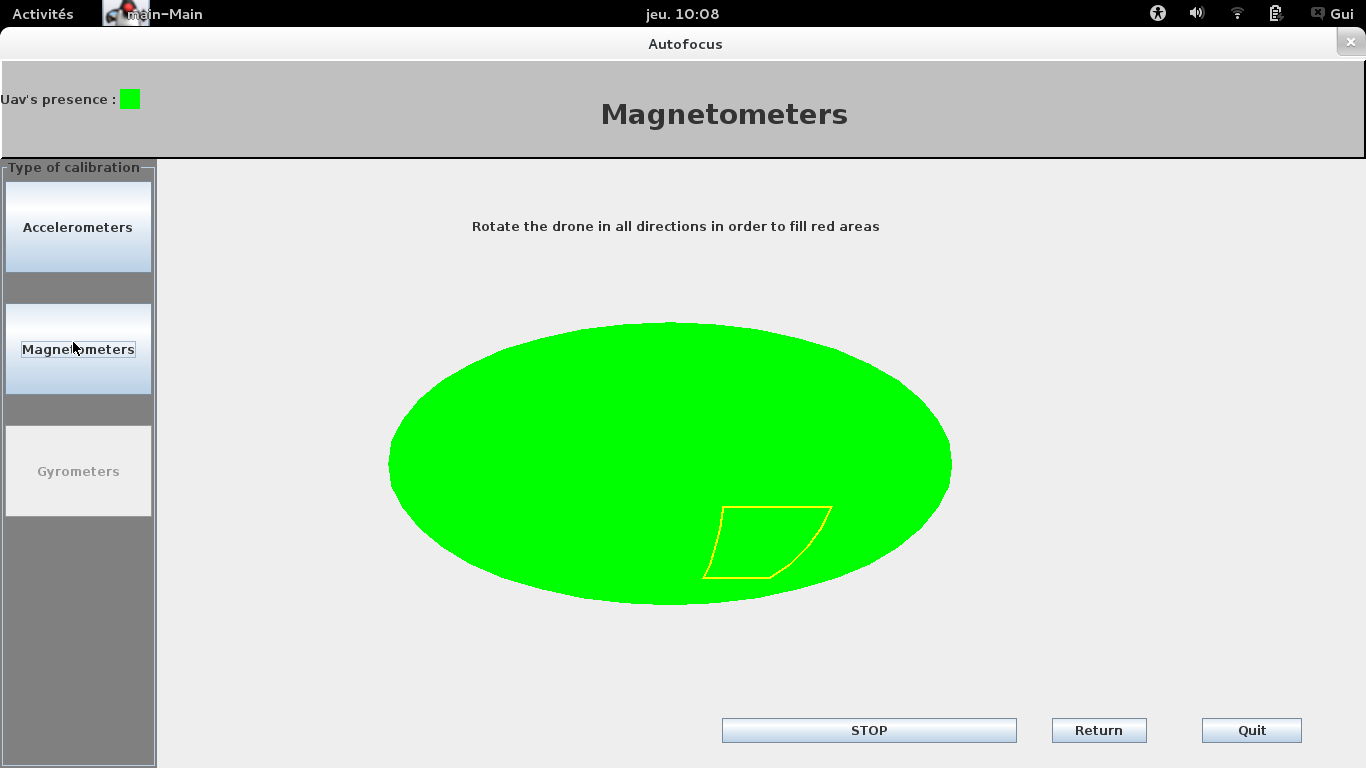 Activités
main-Main
jeu. 10:08
Gui
Autofocus
Uav's presence :
Magnetometers
Type of calibration
Accelerometers
Rotate the drone in all directions in order to fill red areas
Magnetometers
Gyrometers
STOP
Return
Quit